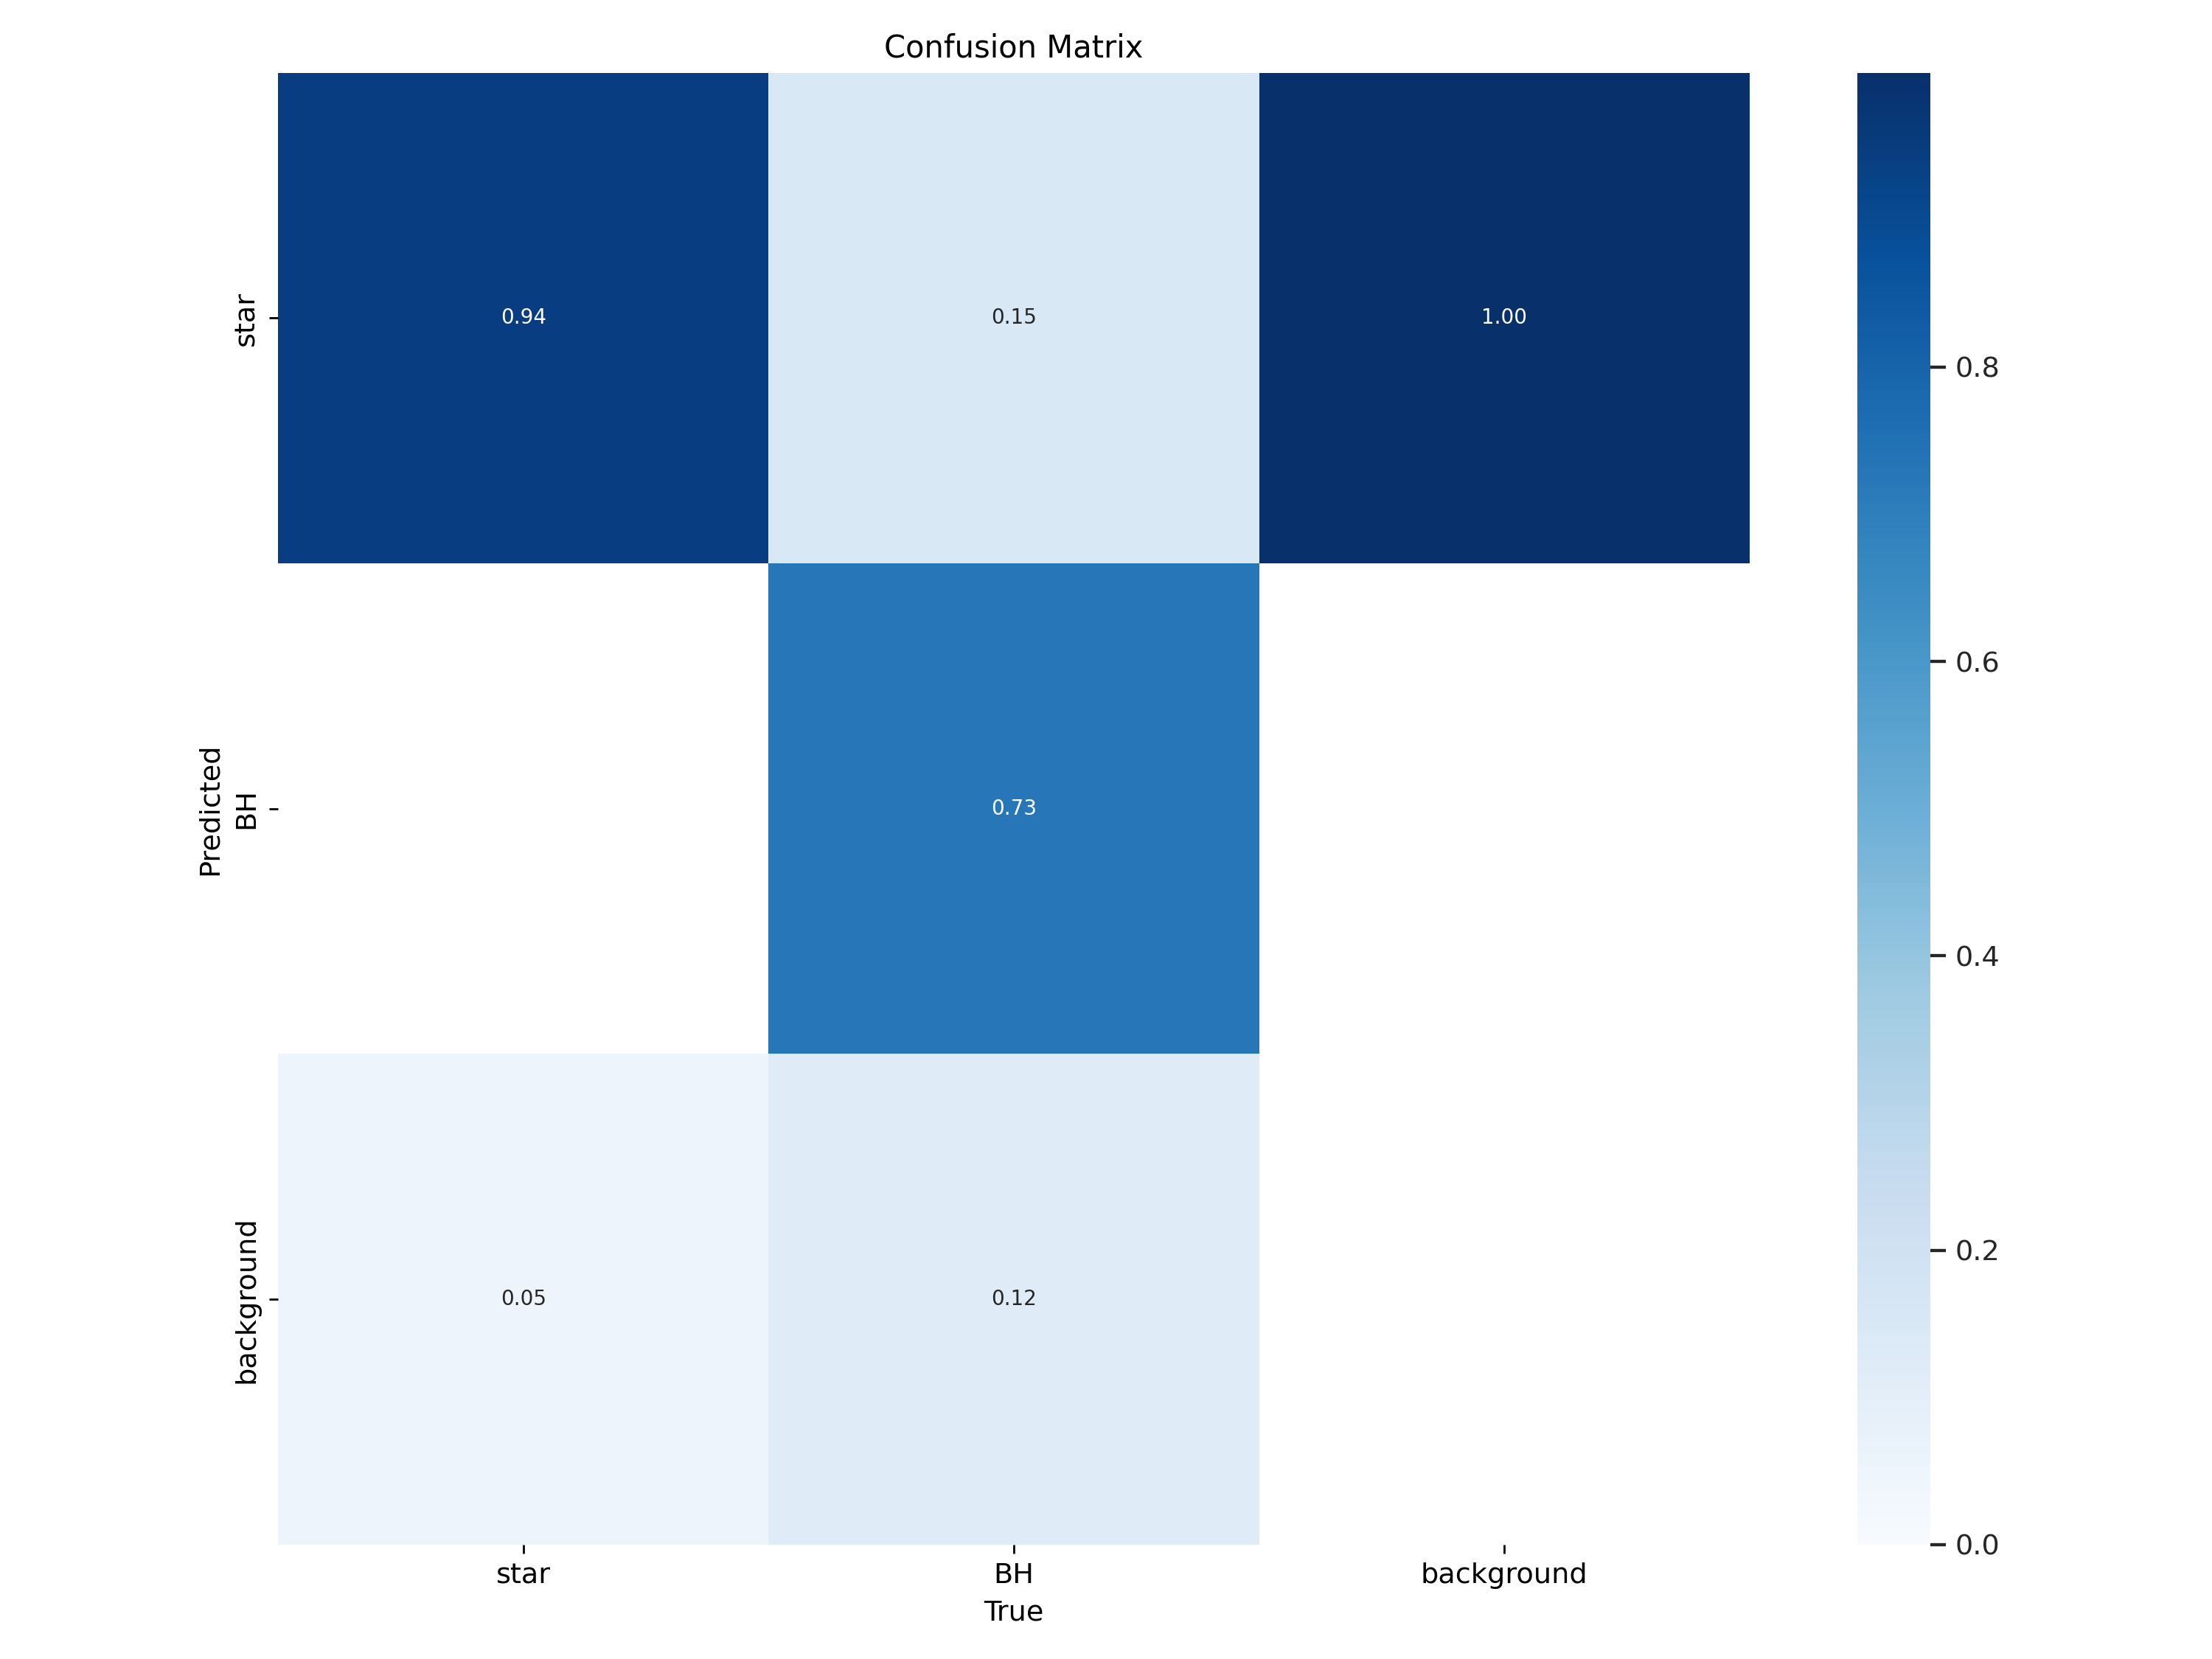 Confusion Matrix
star
0.94
0.15
1.00
0.8
0.6
Predicted
BH
0.73
0.4
0.2
background
0.05
0.12
0.0
star
BH
background
True